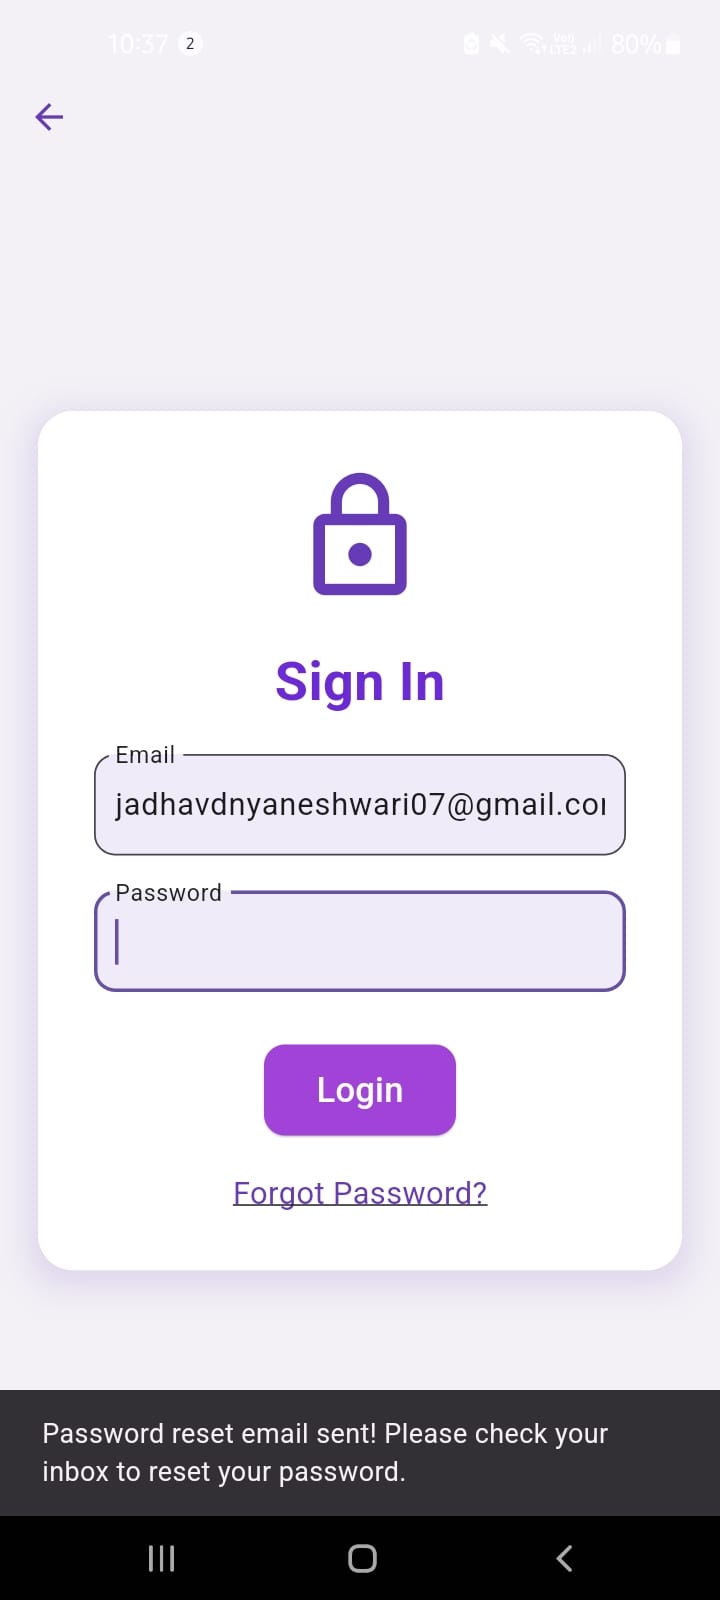 10:37 2
Vo)) LTE2 80%
Sign In
Email
jadhavdnyaneshwari07@gmail.co
Password
Login
Forgot Password?
Password reset email sent! Please check your
inbox to reset your password.